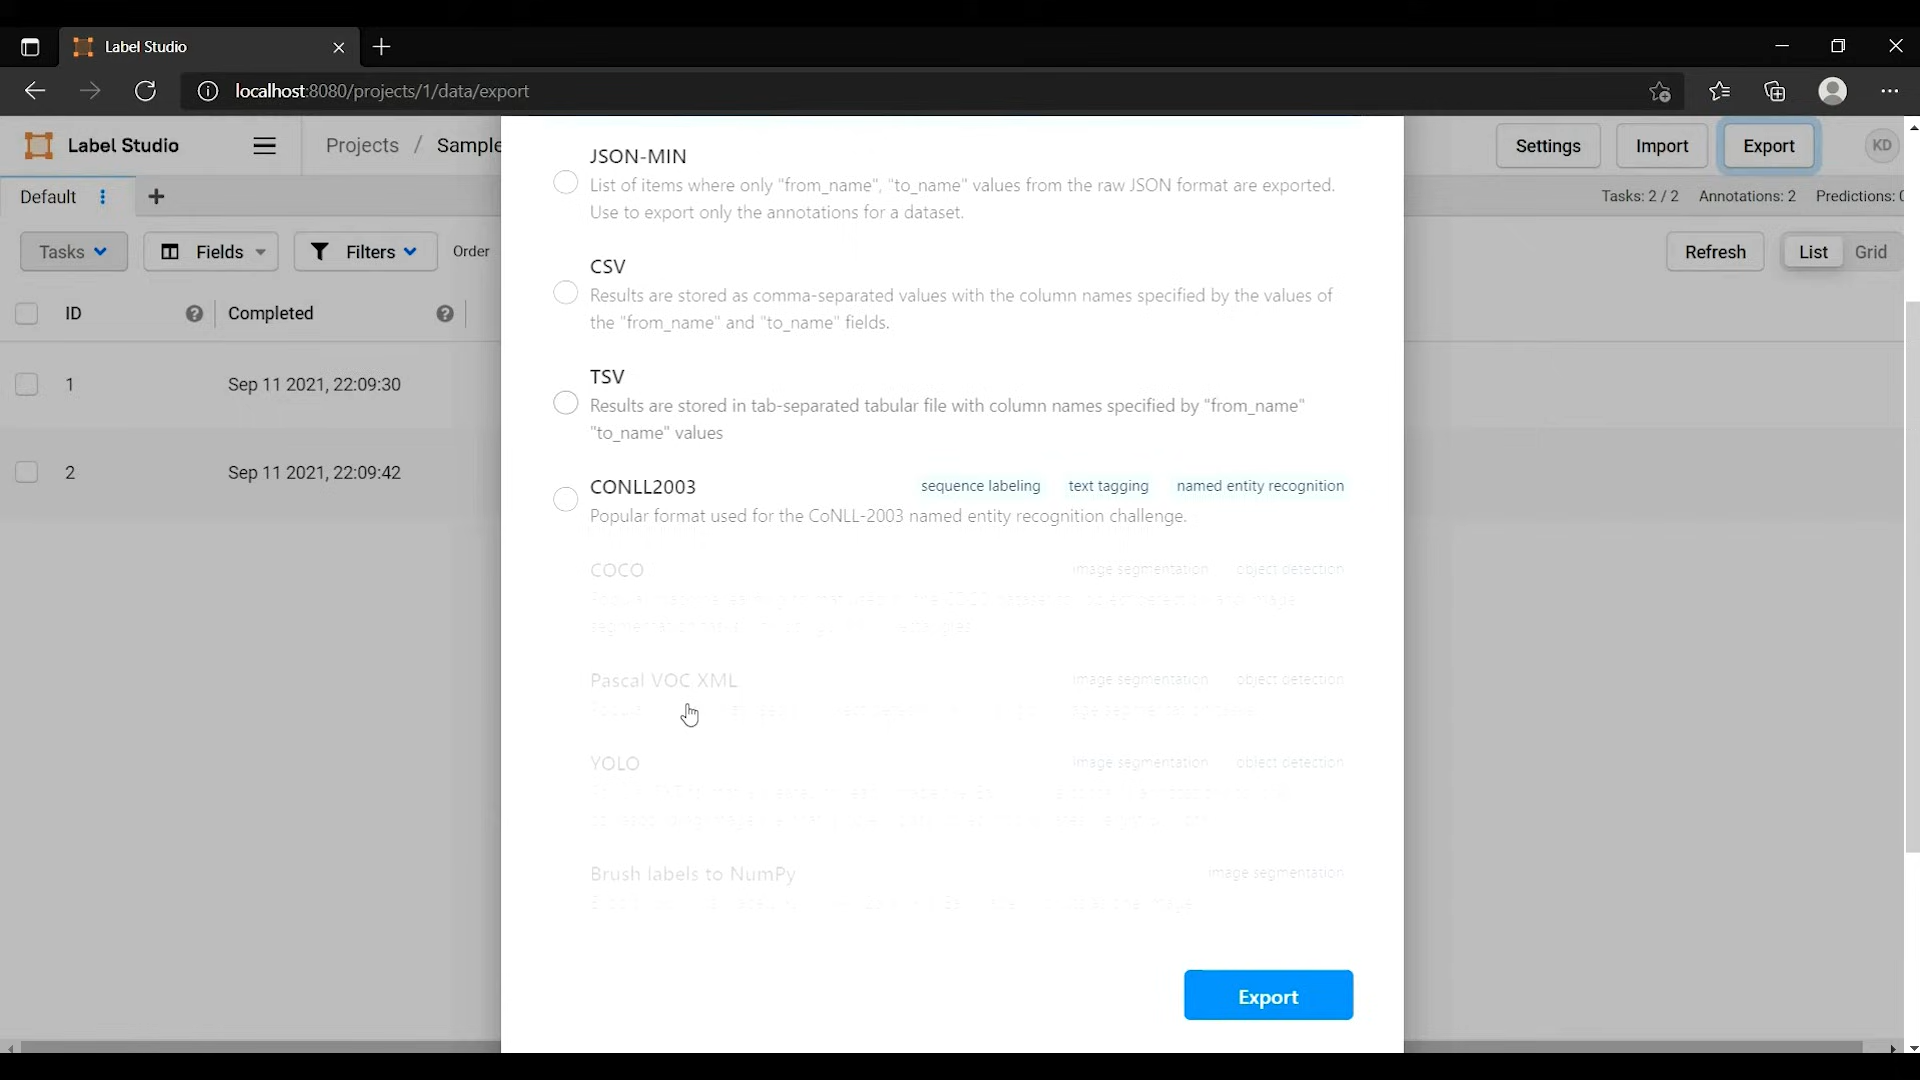 Label Studio
localhost:8080/projects/1/data/export
Label Studio
Projects / Sample
Settings
Import
Export
KD
Default
Tasks: 2 / 2 Annotations: 2 Predictions:
Tasks
Fields
Filters
Order
Refresh
List
Grid
ID
Completed
1
Sep 11 2021, 22:09:30
2
Sep 11 2021, 22:09:42
JSON-MIN
List of items where only "from_name", "to_name" values from the raw JSON format are exported.
Use to export only the annotations for a dataset.
CSV
Results are stored as comma-separated values with the column names specified by the values of
the "from_name" and "to_name" fields.
TSV
Results are stored in tab-separated tabular file with column names specified by "from_name"
"to_name" values
CONLL2003 sequence labeling text tagging named entity recognition
Popular format used for the CoNLL-2003 named entity recognition challenge.
COCO image segmentation object detection
Pascal VOC XML image segmentation object detection
YOLO image segmentation object detection
Brush labels to NumPy image segmentation
Export